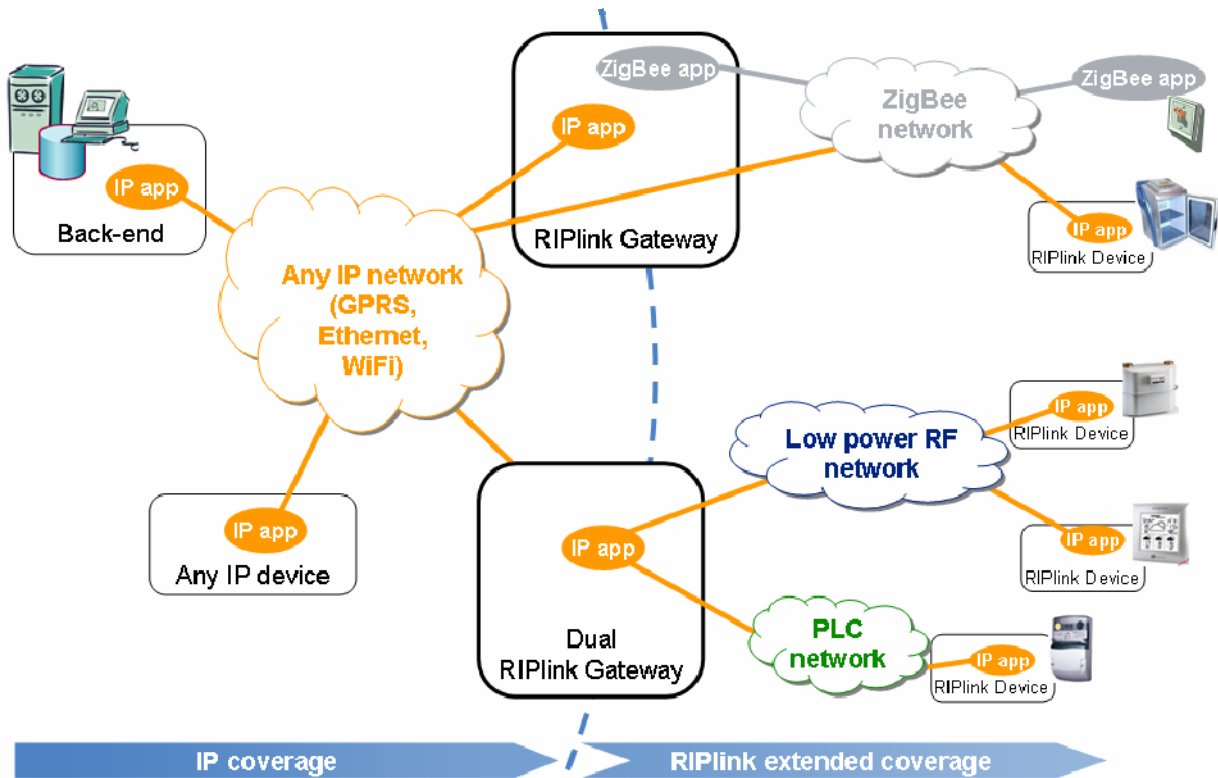 ZigBee app
ZigBee app
ZigBee
network
IP app
IP app
Back-end
RIPlink Gateway
IP app
RIPlink Device
Any IP network
(GPRS,
Ethernet,
WiFi)
IP app
RIPlink Device
Low power RF
network
IP app
Any IP device
IP app
IP app
RIPlink Device
Dual
RIPlink Gateway
PLC
network
IP app
RIPlink Device
IP coverage
RIPlink extended coverage